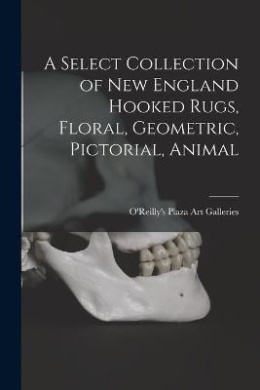 A Select Collection
of New England
Hooked Rugs,
Floral, Geometric,
Pictorial, Animal
O'Reilly's Plaza Art Galleries